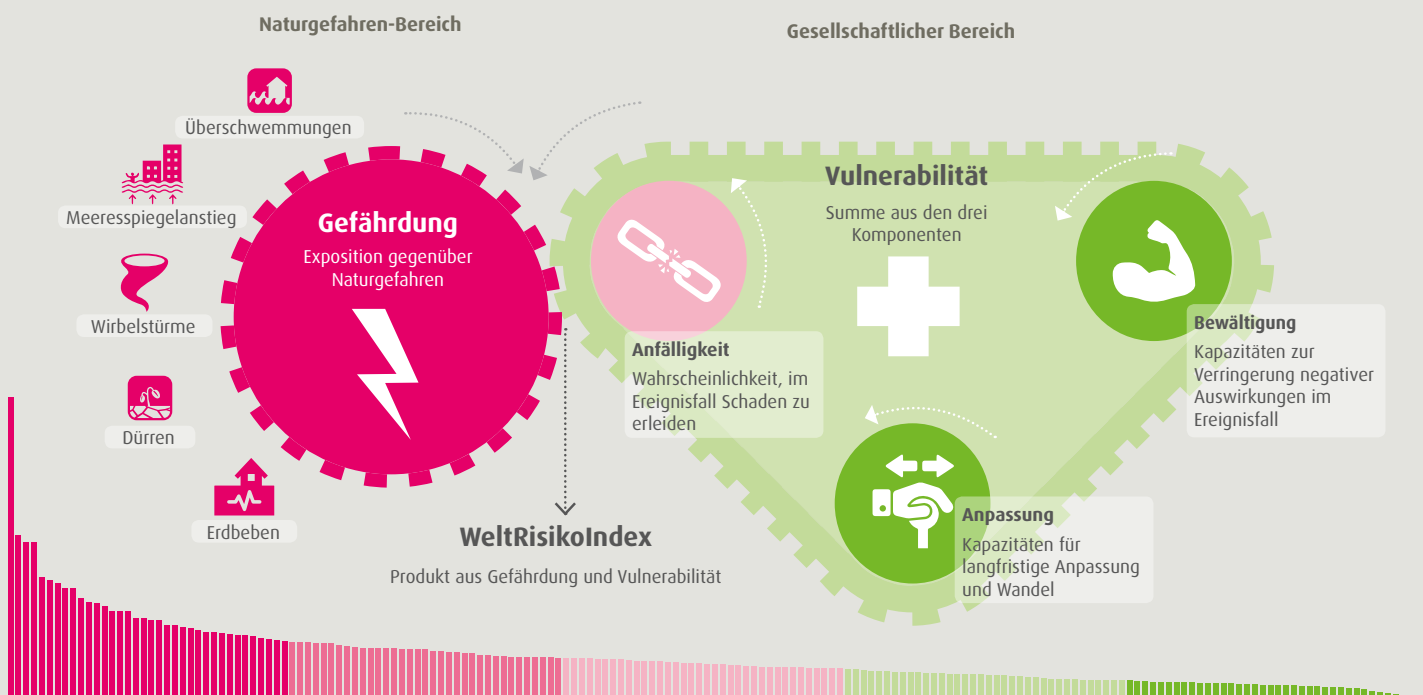 Naturgefahren-Bereich
Gesellschaftlicher Bereich
Überschwemmungen
Meeresspiegelanstieg
Wirbelstürme
Dürren
Erdbeben
Gefährdung
Exposition gegenüber
Naturgefahren
Vulnerabilität
Summe aus den drei
Komponenten
Anfälligkeit
Wahrscheinlichkeit, im
Ereignisfall Schaden zu
erleiden
Bewältigung
Kapazitäten zur
Verringerung negativer
Auswirkungen im
Ereignisfall
Anpassung
Kapazitäten für
langfristige Anpassung
und Wandel
WeltRisikoIndex
Produkt aus Gefährdung und Vulnerabilität